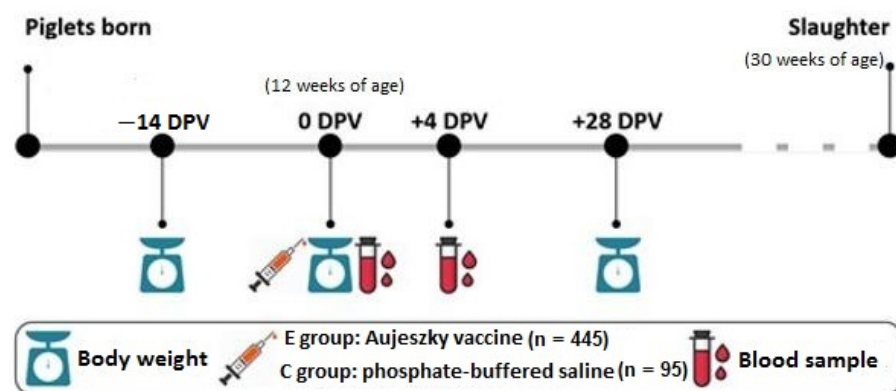 Piglets born
Slaughter
(30 weeks of age)
(12 weeks of age)
—14 DPV
0 DPV
+4 DPV
+28 DPV
Body weight
E group: Aujeszky vaccine (n = 445)
C group: phosphate-buffered saline (n = 95)
Blood sample